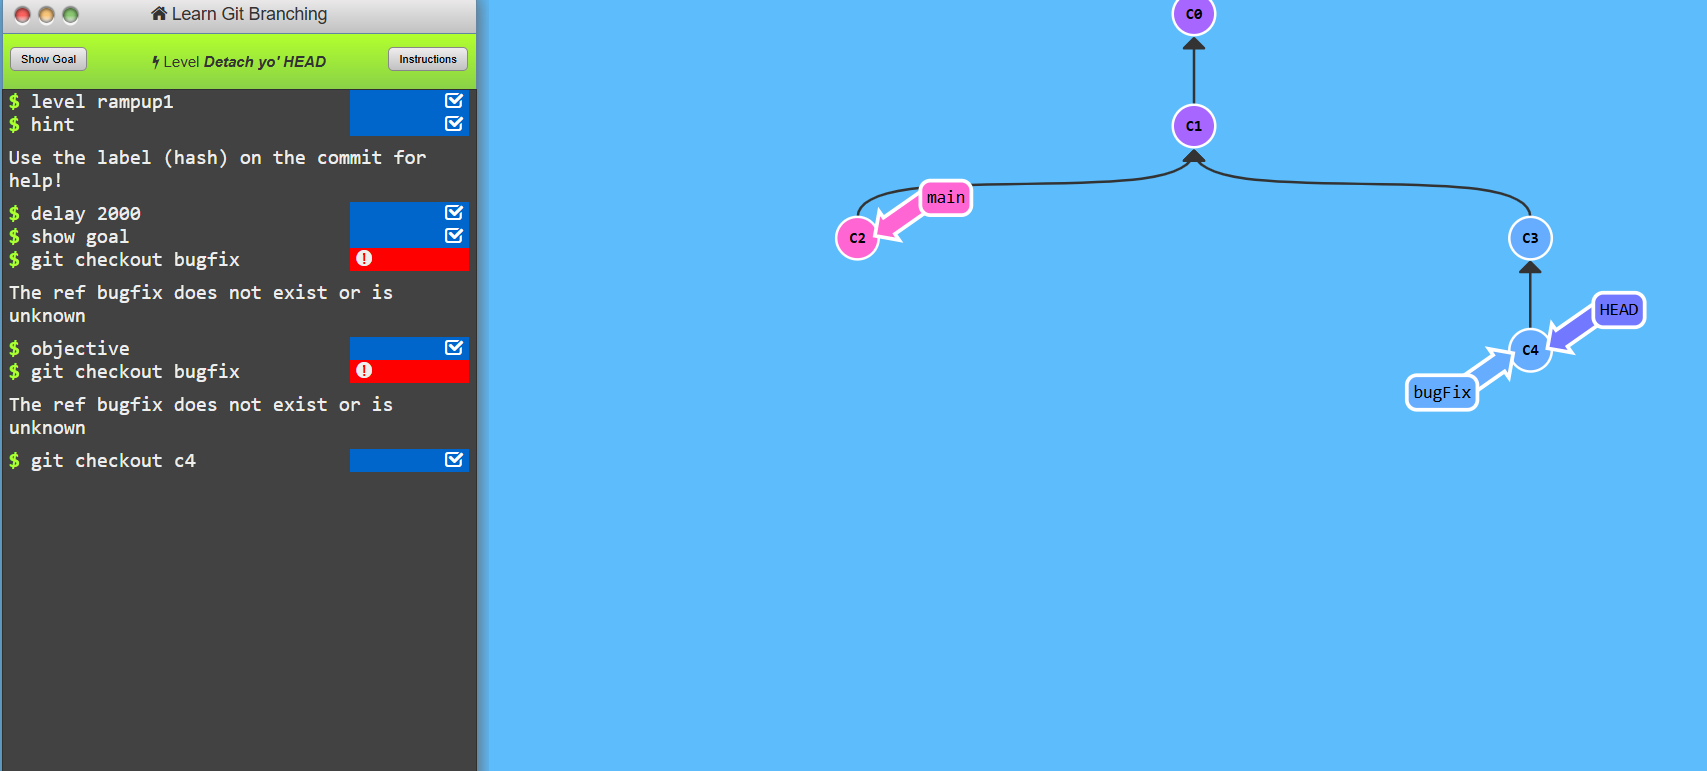 Learn Git Branching
Show Goal
Level Detach yo' HEAD
Instructions
$ level rampup1
$ hint
Use the label (hash) on the commit for
help!
$ delay 2000
$ show goal
$ git checkout bugfix
The ref bugfix does not exist or is
unknown
$ objective
$ git checkout bugfix
The ref bugfix does not exist or is
unknown
$ git checkout c4
C0
C1
main
C2
C3
HEAD
C4
bugFix